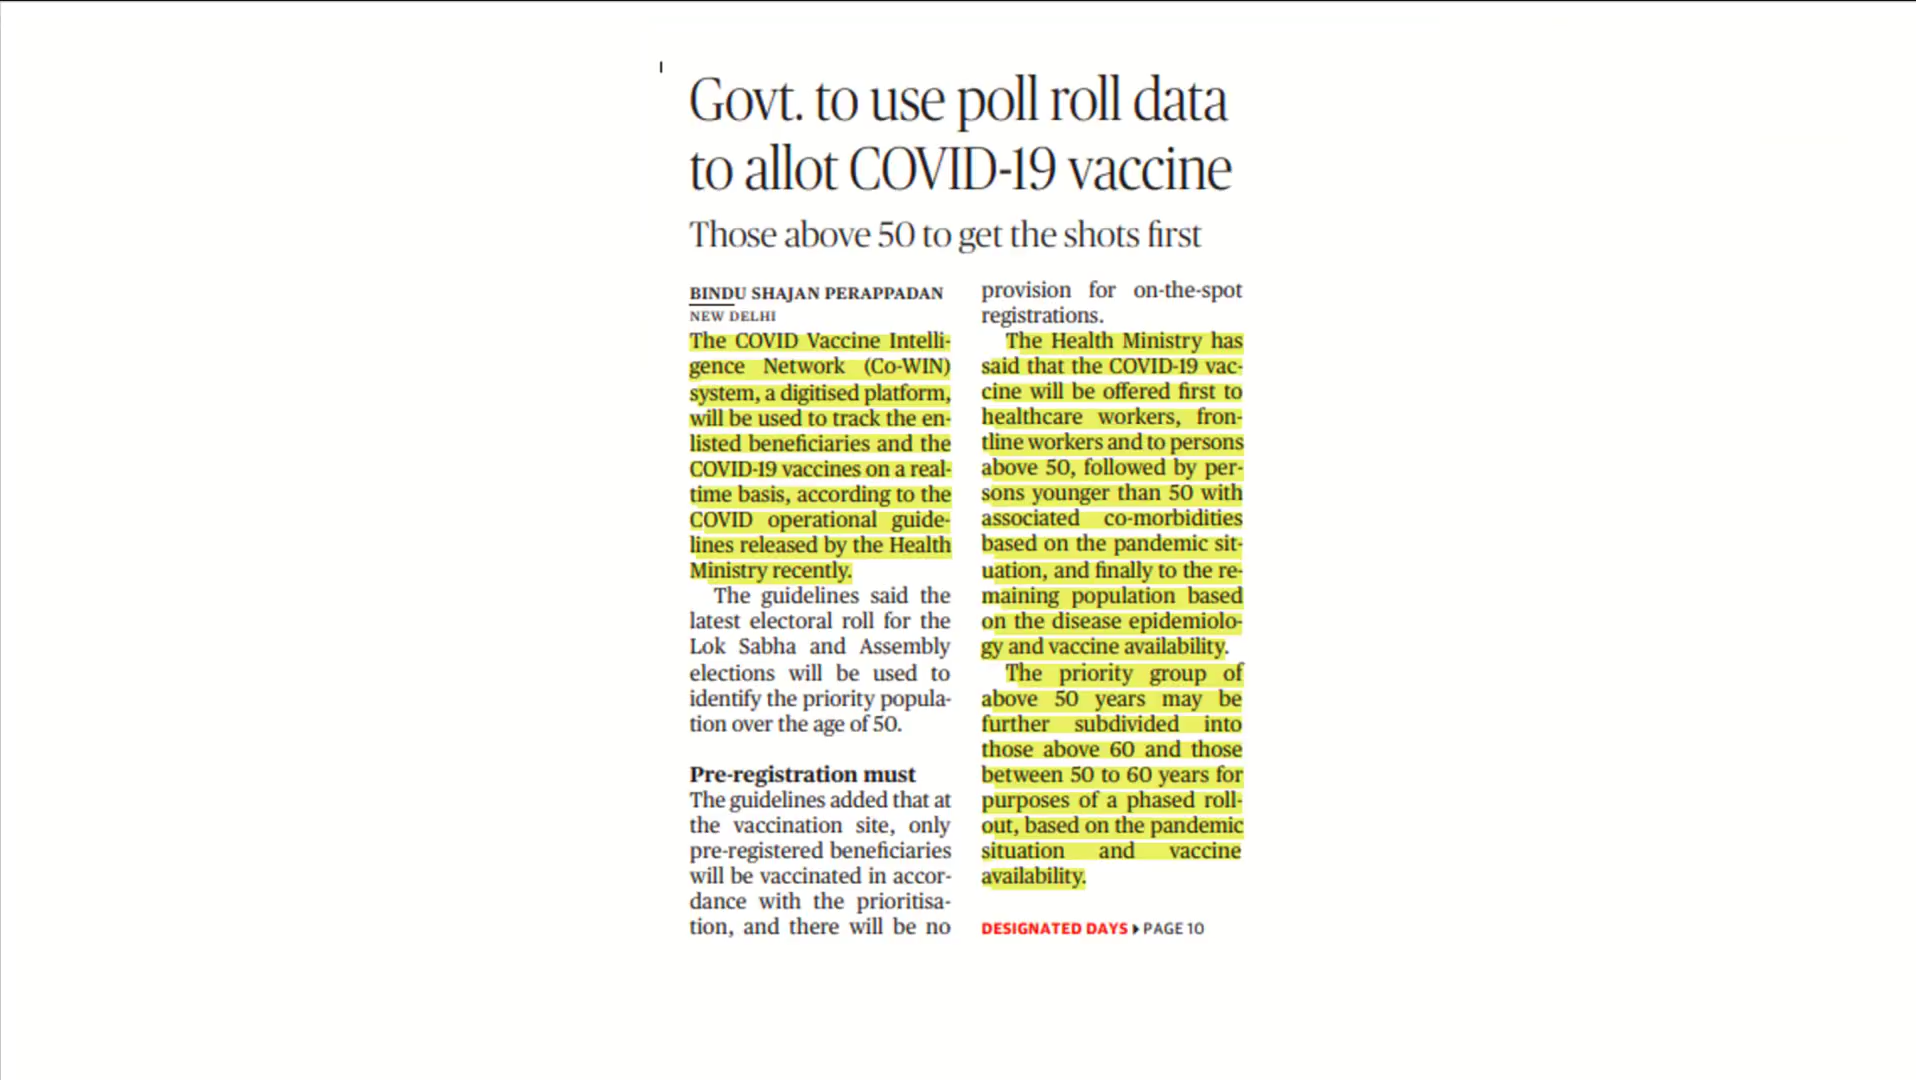 Govt. to use poll roll data
to allot COVID-19 vaccine
Those above 50 to get the shots first
BINDU SHAJAN PERAPPADAN
NEW DELHI
The COVID Vaccine Intelli-
gence Network (Co-WIN)
system, a digitised platform,
will be used to track the en-
listed beneficiaries and the
COVID-19 vaccines on a real-
time basis, according to the
COVID operational guide-
lines released by the Health
Ministry recently.
The guidelines said the
latest electoral roll for the
Lok Sabha and Assembly
elections will be used to
identify the priority popula-
tion over the age of 50.
Pre-registration must
The guidelines added that at
the vaccination site, only
pre-registered beneficiaries
will be vaccinated in accor-
dance with the prioritisa-
tion, and there will be no
provision for on-the-spot
registrations.
The Health Ministry has
said that the COVID-19 vac-
cine will be offered first to
healthcare workers, fron-
tline workers and to persons
above 50, followed by per-
sons younger than 50 with
associated co-morbidities
based on the pandemic sit-
uation, and finally to the re-
maining population based
on the disease epidemiolo-
gy and vaccine availability.
The priority group of
above 50 years may be
further subdivided into
those above 60 and those
between 50 to 60 years for
purposes of a phased roll-
out, based on the pandemic
situation and vaccine
availability.
DESIGNATED DAYS ▸ PAGE 10